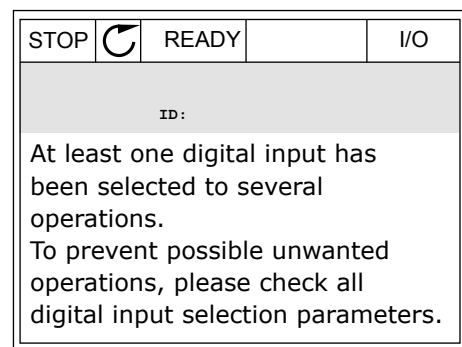 STOP READY I/O
ID:
At least one digital input has
been selected to several
operations.
To prevent possible unwanted
operations, please check all
digital input selection parameters.